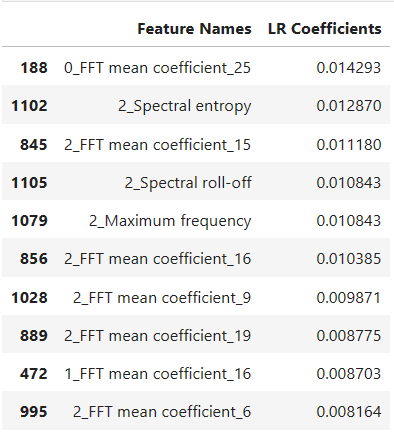 Feature Names LR Coefficients
188 0_FFT mean coefficient_25 0.014293
1102 2_Spectral entropy 0.012870
845 2_FFT mean coefficient_15 0.011180
1105 2_Spectral roll-off 0.010843
1079 2_Maximum frequency 0.010843
856 2_FFT mean coefficient_16 0.010385
1028 2_FFT mean coefficient_9 0.009871
889 2_FFT mean coefficient_19 0.008775
472 1_FFT mean coefficient_16 0.008703
995 2_FFT mean coefficient_6 0.008164